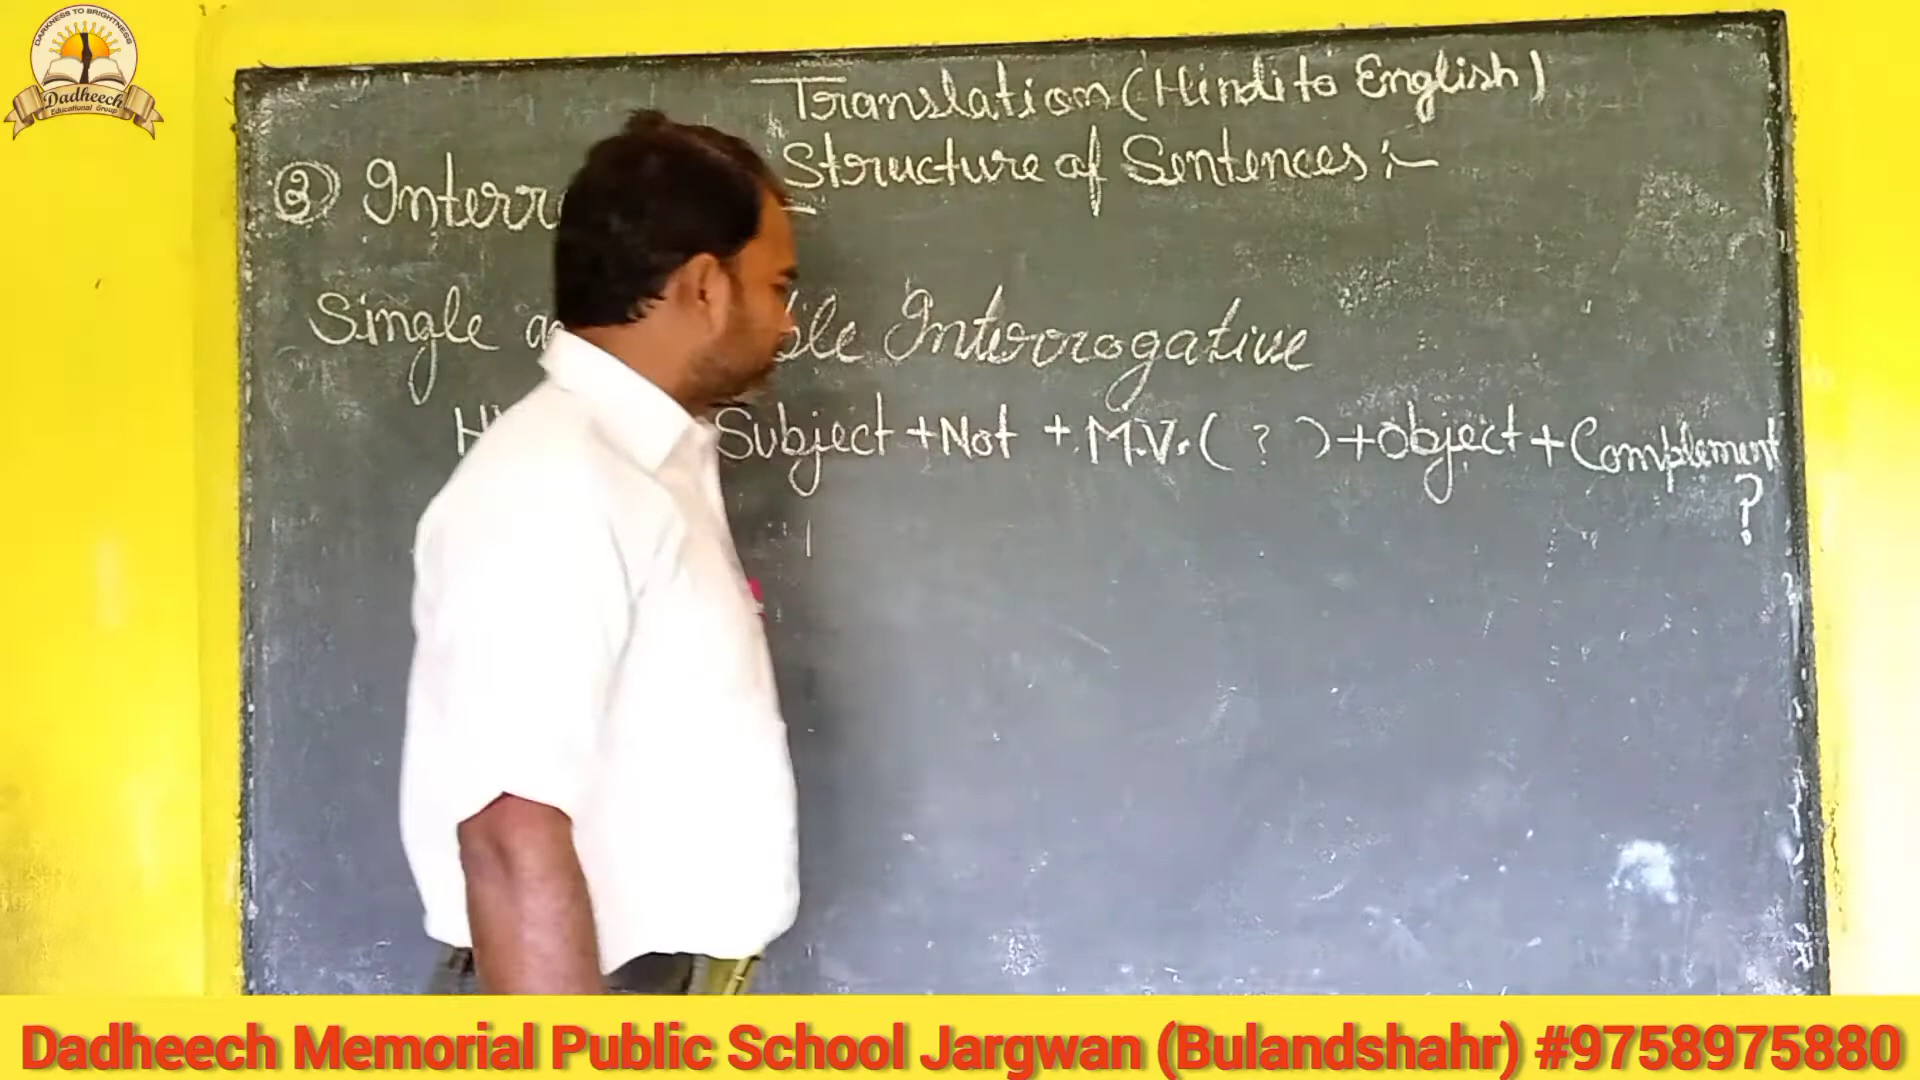 DARKNESS TO BRIGHTNESS
Dadheech
Educational Group
Translation (Hindi to English)
Structure of Sentences :-
③ Interr
Single Interrogative
Subject + Not + M.V. ( ? ) + Object + Complement
?
Dadheech Memorial Public School Jargwan (Bulandshahr) #9758975880